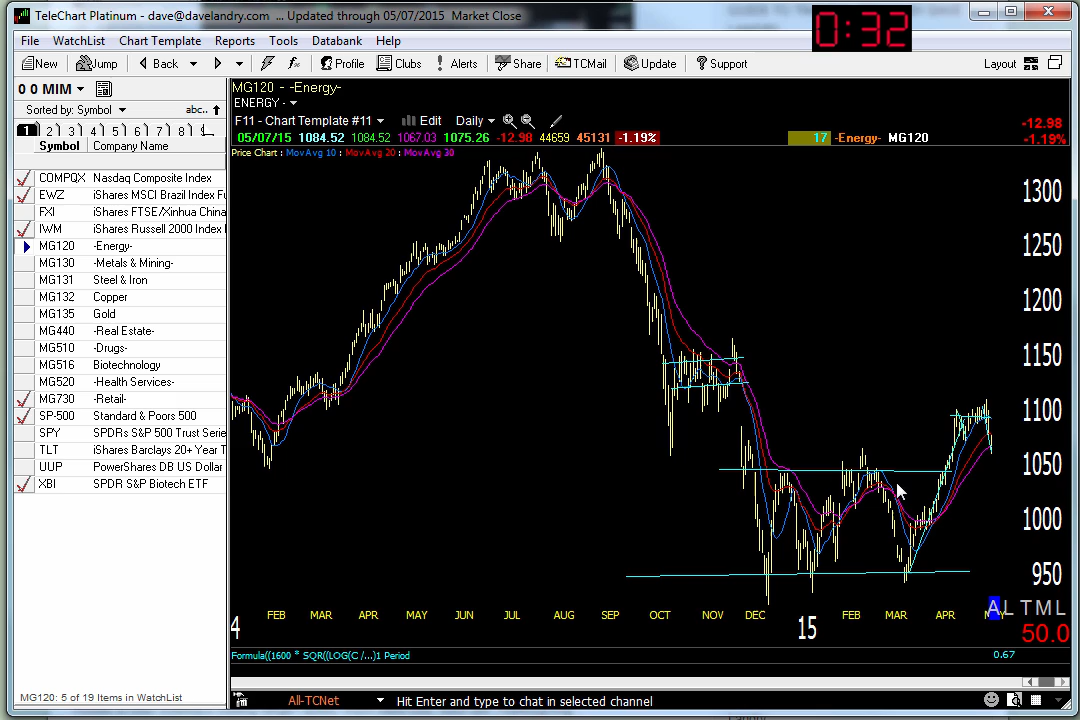 TeleChart Platinum - dave@davelandry.com ... Updated through 05/07/2015 Market Close
0:32
File WatchList Chart Template Reports Tools Databank Help
New Jump Back Profile Clubs Alerts Share TCMail Update Support Layout
0 0 MIM
MG120 - -Energy-
ENERGY -
Sorted by: Symbol abc..
F11 - Chart Template #11 Edit Daily
1 2 3 4 5 6 7 8
05/07/15 1084.52 1084.52 1067.03 1075.26 -12.98 44659 45131 -1.19% 17 -Energy- MG120
-12.98
-1.19%
Symbol Company Name
Price Chart : MovAvg 10 : MovAvg 20 : MovAvg 30
COMPQX Nasdaq Composite Index
EWZ iShares MSCI Brazil Index Fu
FXI iShares FTSE/Xinhua China
IWM iShares Russell 2000 Index
MG120 -Energy-
MG130 -Metals & Mining-
MG131 Steel & Iron
MG132 Copper
MG135 Gold
MG440 -Real Estate-
MG510 -Drugs-
MG516 Biotechnology
MG520 -Health Services-
MG730 -Retail-
SP-500 Standard & Poors 500
SPY SPDRs S&P 500 Trust Serie
TLT iShares Barclays 20+ Year T
UUP PowerShares DB US Dollar
XBI SPDR S&P Biotech ETF
1300
1250
1200
1150
1100
1050
1000
950
A L T M L
FEB MAR APR MAY JUN JUL AUG SEP OCT NOV DEC FEB MAR APR
4 15
50.0
Formula((1600 * SQR((LOG(C /...)1 Period 0.67
MG120: 5 of 19 Items in WatchList
All-TCNet Hit Enter and type to chat in selected channel